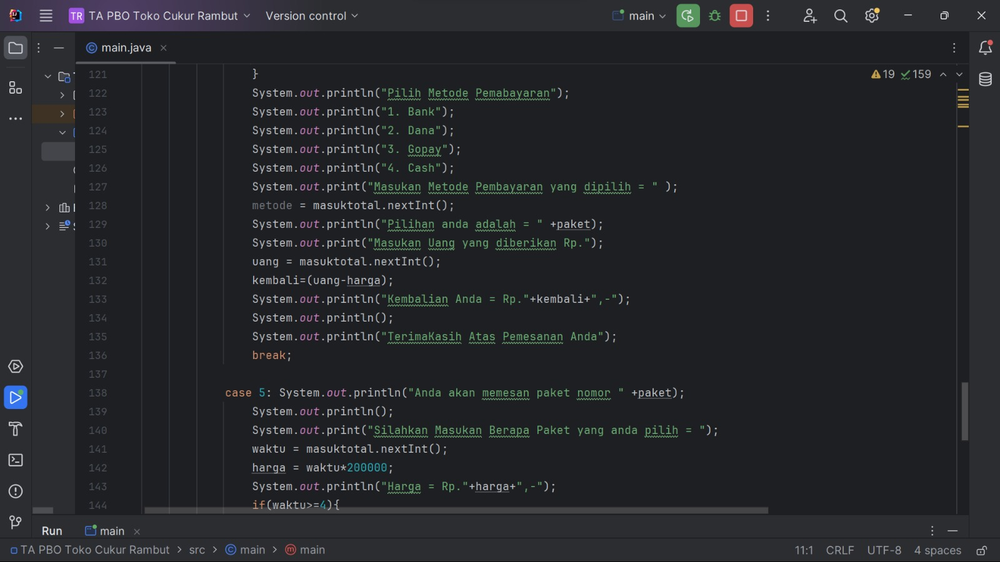 TR TA PBO Toko Cukur Rambut Version control main
main.java
19 159
121 }
122 System.out.println("Pilih Metode Pemabayaran");
123 System.out.println("1. Bank");
124 System.out.println("2. Dana");
125 System.out.println("3. Gopay");
126 System.out.println("4. Cash");
127 System.out.print("Masukan Metode Pembayaran yang dipilih = " );
128 metode = masuktotal.nextInt();
129 System.out.println("Pilihan anda adalah = " +paket);
130 System.out.print("Masukan Uang yang diberikan Rp.");
131 uang = masuktotal.nextInt();
132 kembali=(uang-harga);
133 System.out.println("Kembalian Anda = Rp."+kembali+",-");
134 System.out.println();
135 System.out.println("TerimaKasih Atas Pemesanan Anda");
136 break;
137
138 case 5: System.out.println("Anda akan memesan paket nomor " +paket);
139 System.out.println();
140 System.out.print("Silahkan Masukan Berapa Paket yang anda pilih = ");
141 waktu = masuktotal.nextInt();
142 harga = waktu*200000;
143 System.out.println("Harga = Rp."+harga+",-");
144 if(waktu>=4){
Run main
TA PBO Toko Cukur Rambut > src > main > main 11:1 CRLF UTF-8 4 spaces